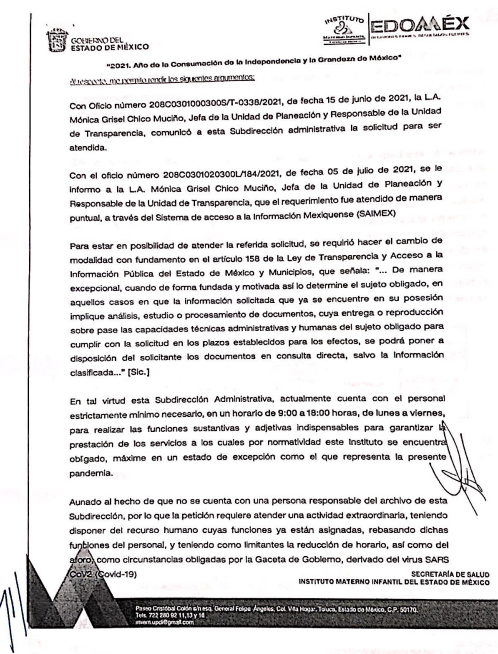 GOBIERNO DEL
ESTADO DE MÉXICO
INSTITUTO
EDOMÉX
"2021. Año de la Consumación de la Independencia y la Grandeza de México"
Al respecto, me permito rendir los siguientes argumentos:
Con Oficio número 208C0301000300S/T-0338/2021, de fecha 15 de junio de 2021, la L.A.
Mónica Grisel Chico Muciño, Jefa de la Unidad de Planeación y Responsable de la Unidad
de Transparencia, comunicó a esta Subdirección administrativa la solicitud para ser
atendida.
Con el oficio número 208C0301020300L/184/2021, de fecha 05 de julio de 2021, se le
informo a la L.A. Mónica Grisel Chico Muciño, Jefa de la Unidad de Planeación y
Responsable de la Unidad de Transparencia, que el requerimiento fue atendido de manera
puntual, a través del Sistema de acceso a la Información Mexiquense (SAIMEX)
Para estar en posibilidad de atender la referida solicitud, se requirió hacer el cambio de
modalidad con fundamento en el artículo 158 de la Ley de Transparencia y Acceso a la
Información Pública del Estado de México y Municipios, que señala: "... De manera
excepcional, cuando de forma fundada y motivada así lo determine el sujeto obligado, en
aquellos casos en que la información solicitada que ya se encuentre en su posesión
implique análisis, estudio o procesamiento de documentos, cuya entrega o reproducción
sobre pase las capacidades técnicas administrativas y humanas del sujeto obligado para
cumplir con la solicitud en los plazos establecidos para los efectos, se podrá poner a
disposición del solicitante los documentos en consulta directa, salvo la información
clasificada..." [Sic.]
En tal virtud esta Subdirección Administrativa, actualmente cuenta con el personal
estrictamente mínimo necesario, en un horario de 9:00 a 18:00 horas, de lunes a viernes,
para realizar las funciones sustantivas y adjetivas indispensables para garantizar la
prestación de los servicios a los cuales por normatividad este Instituto se encuentra
obligado, máxime en un estado de excepción como el que representa la presente
pandemia.
Aunado al hecho de que no se cuenta con una persona responsable del archivo de esta
Subdirección, por lo que la petición requiere atender una actividad extraordinaria, teniendo
disponer del recurso humano cuyas funciones ya están asignadas, rebasando dichas
funciones del personal, y teniendo como limitantes la reducción de horario, así como del
aforo, como circunstancias obligadas por la Gaceta de Gobierno, derivado del virus SARS
CoV2 (Covid-19)
SECRETARÍA DE SALUD
INSTITUTO MATERNO INFANTIL DEL ESTADO DE MÉXICO
Paseo Cristóbal Colón s/n esq. General Felipe Ángeles, Col. Villa Hogar, Toluca, Estado de México, C.P. 50170.
Tels. 722 280 92 11, 13 y 16
imiem.upci@gmail.com